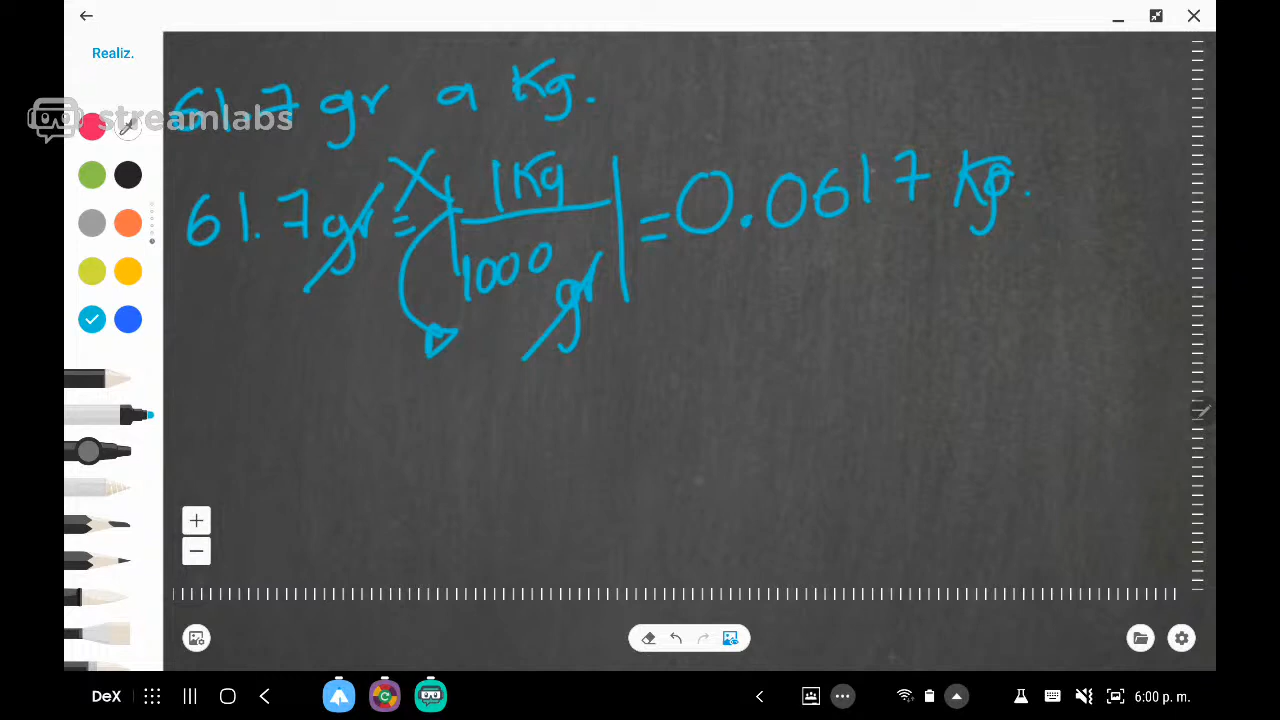 Realiz.
streamlabs
61.7 gr a Kg.
61.7 gr = X | 1 Kg / 1000 gr | = 0.0617 Kg.
+
−
DeX
6:00 p. m.